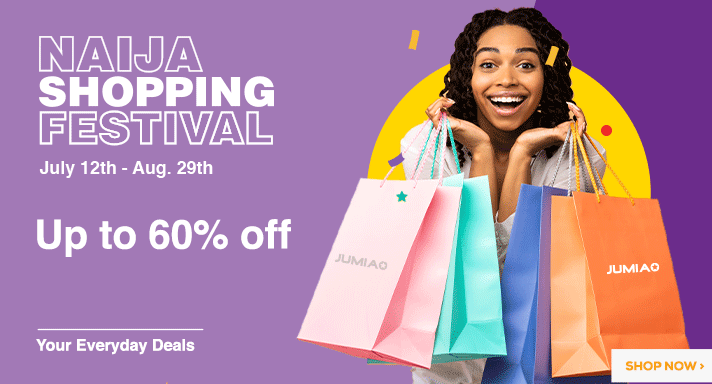 NAIJA
SHOPPING
FESTIVAL
July 12th - Aug. 29th
Up to 60% off
Your Everyday Deals
JUMIA
JUMIA
SHOP NOW ›